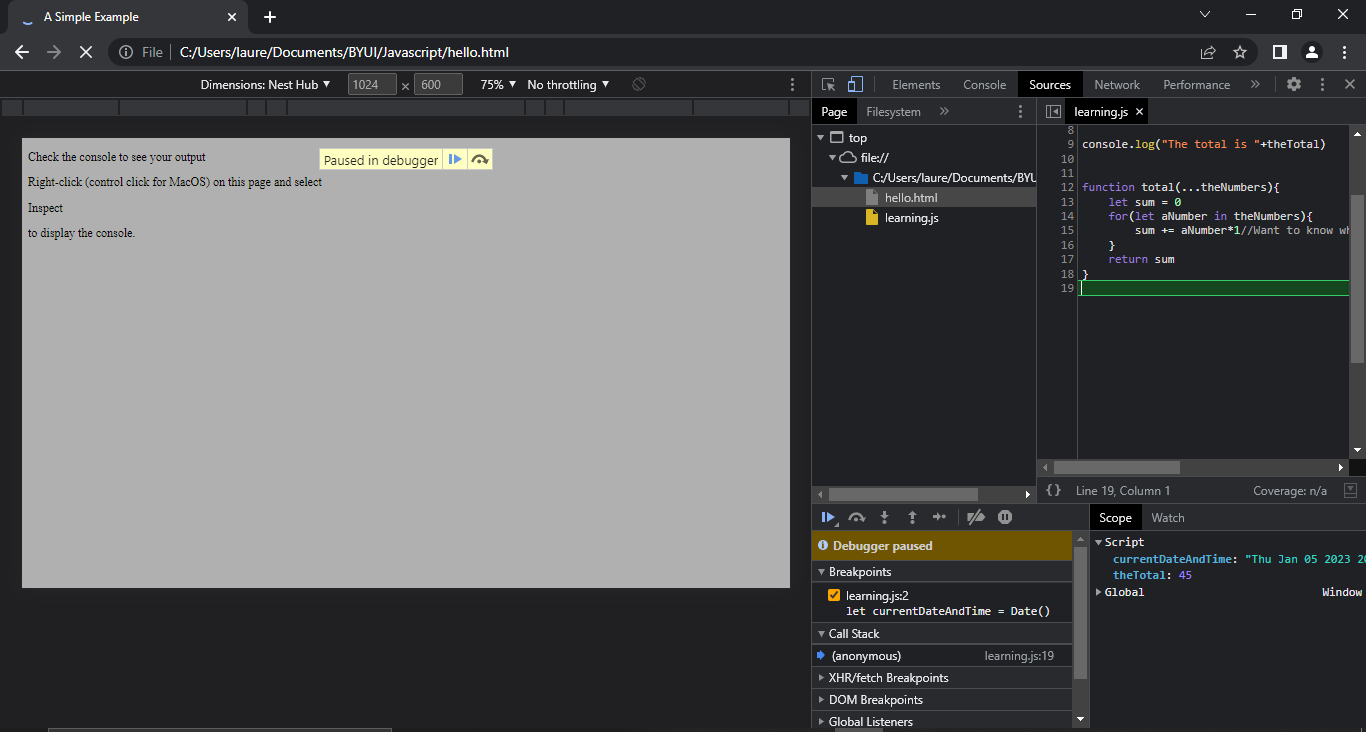 A Simple Example
File C:/Users/laure/Documents/BYUI/Javascript/hello.html
Dimensions: Nest Hub 1024 × 600 75% No throttling
Elements Console Sources Network Performance
Page Filesystem
learning.js
top
file://
C:/Users/laure/Documents/BYU
hello.html
learning.js
Check the console to see your output
Paused in debugger
Right-click (control click for MacOS) on this page and select
Inspect
to display the console.
8
9 console.log("The total is "+theTotal)
10
11
12 function total(...theNumbers){
13 let sum = 0
14 for(let aNumber in theNumbers){
15 sum += aNumber*1//Want to know wh
16 }
17 return sum
18 }
19
{} Line 19, Column 1 Coverage: n/a
Debugger paused
Breakpoints
learning.js:2
let currentDateAndTime = Date()
Call Stack
(anonymous) learning.js:19
XHR/fetch Breakpoints
DOM Breakpoints
Global Listeners
Scope Watch
Script
currentDateAndTime: "Thu Jan 05 2023 20
theTotal: 45
Global Window